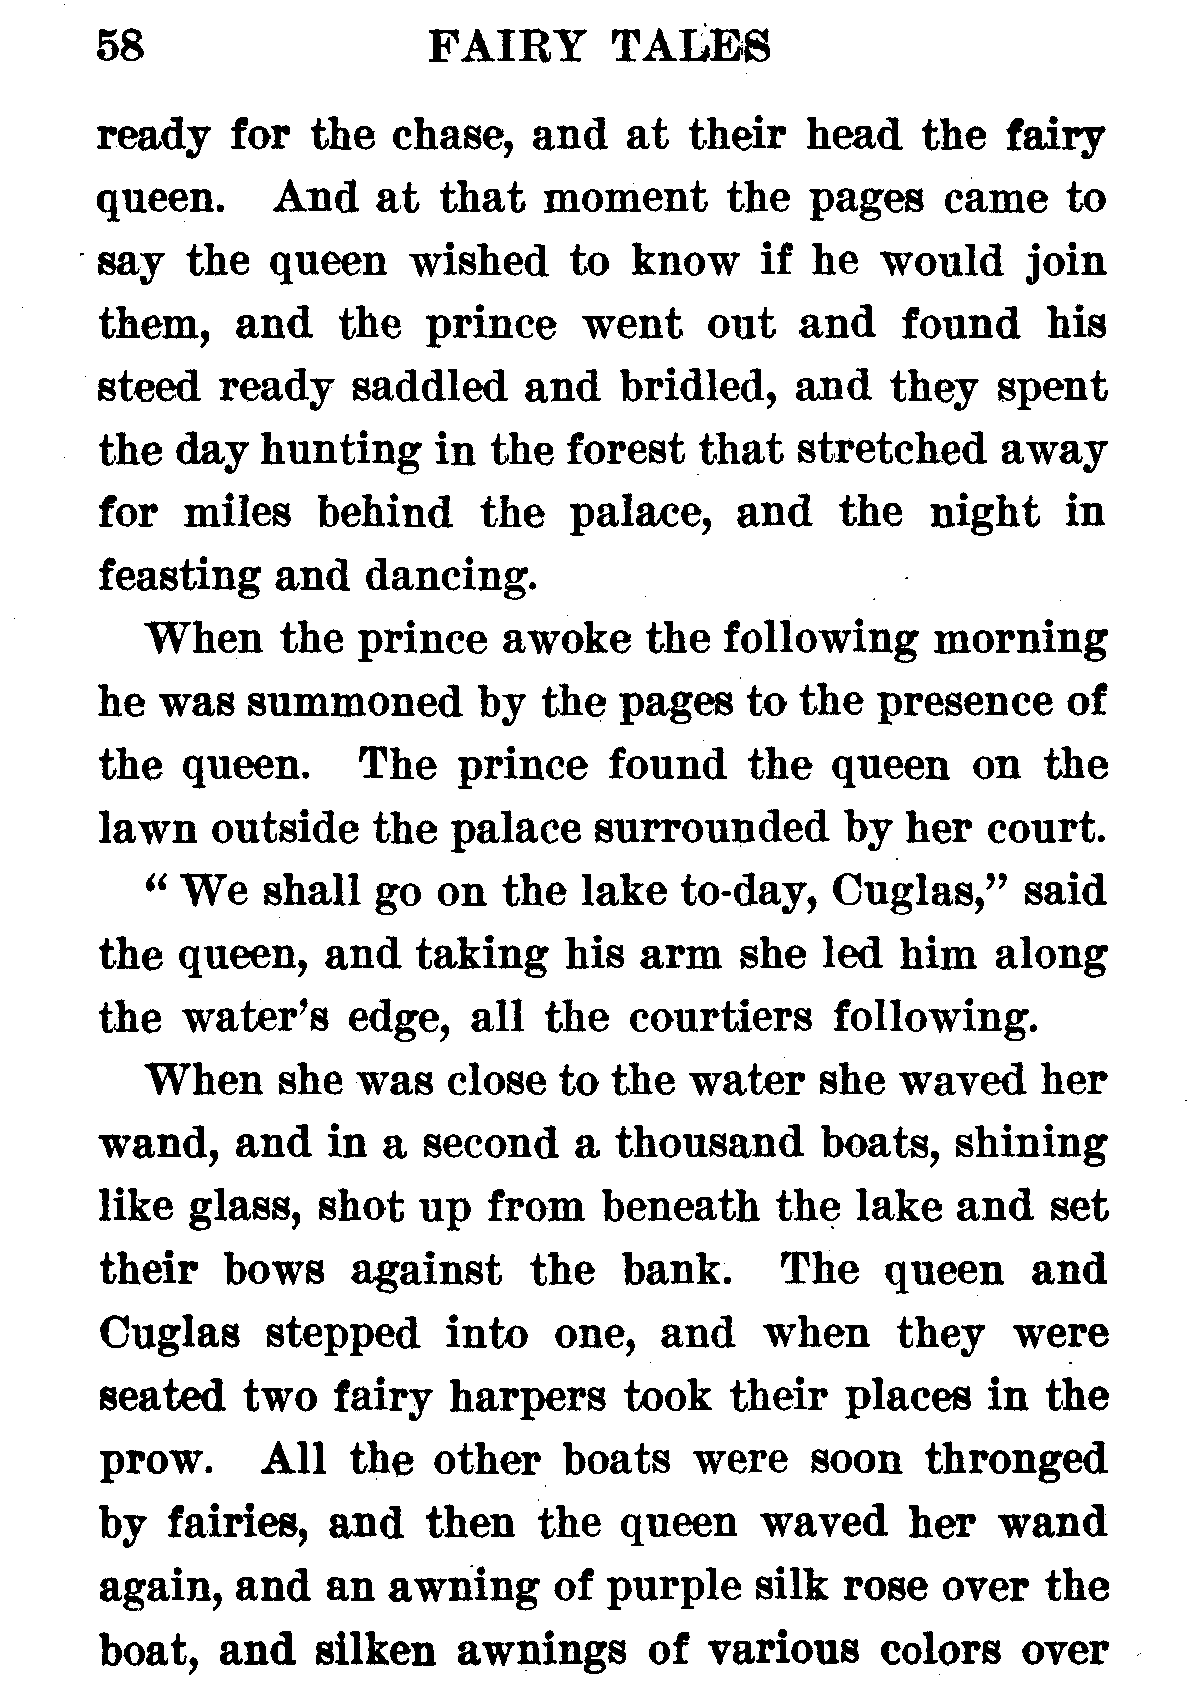 58 FAIRY TALES
ready for the chase, and at their head the fairy
queen. And at that moment the pages came to
say the queen wished to know if he would join
them, and the prince went out and found his
steed ready saddled and bridled, and they spent
the day hunting in the forest that stretched away
for miles behind the palace, and the night in
feasting and dancing.
When the prince awoke the following morning
he was summoned by the pages to the presence of
the queen. The prince found the queen on the
lawn outside the palace surrounded by her court.
“ We shall go on the lake to-day, Cuglas,” said
the queen, and taking his arm she led him along
the water's edge, all the courtiers following.
When she was close to the water she waved her
wand, and in a second a thousand boats, shining
like glass, shot up from beneath the lake and set
their bows against the bank. The queen and
Cuglas stepped into one, and when they were
seated two fairy harpers took their places in the
prow. All the other boats were soon thronged
by fairies, and then the queen waved her wand
again, and an awning of purple silk rose over the
boat, and silken awnings of various colors over